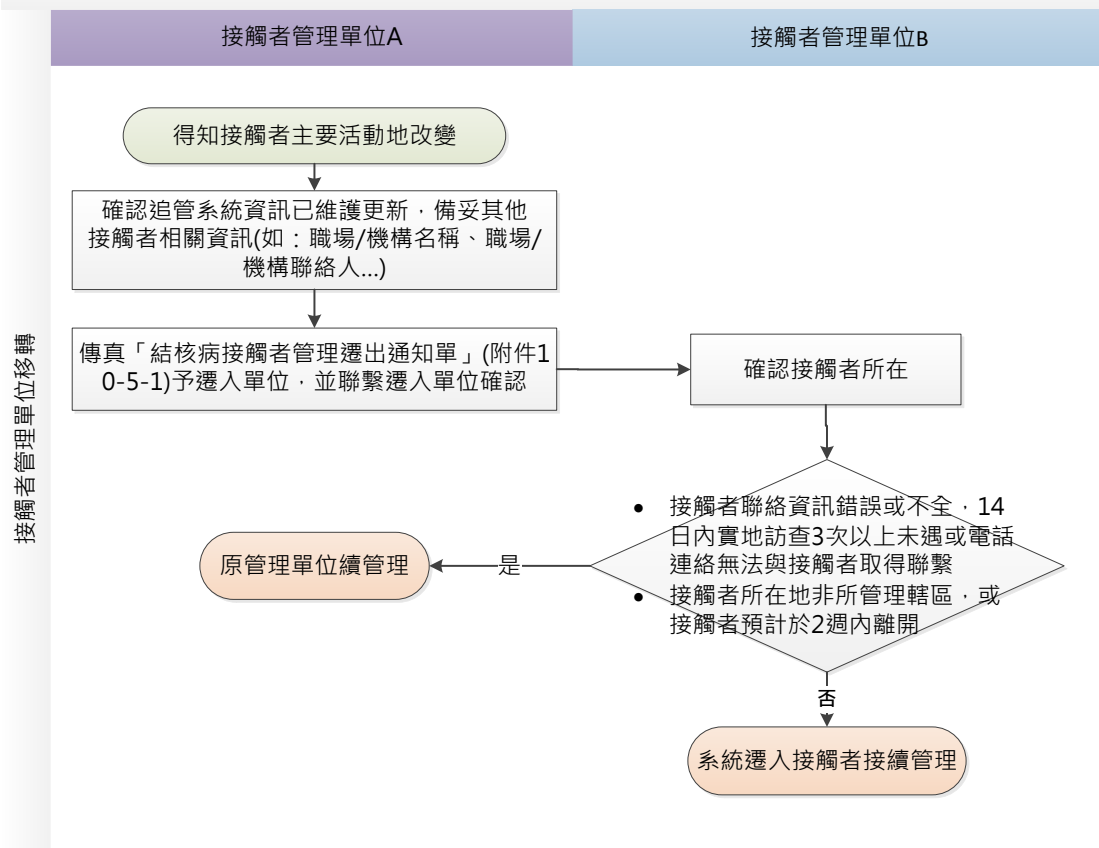 接觸者管理單位A
接觸者管理單位B
接觸者管理單位移轉
得知接觸者主要活動地改變
確認追管系統資訊已維護更新，備妥其他
接觸者相關資訊(如：職場/機構名稱、職場/
機構聯絡人...)
傳真「結核病接觸者管理遷出通知單」(附件1
0-5-1)予遷入單位，並聯繫遷入單位確認
確認接觸者所在
● 接觸者聯絡資訊錯誤或不全，14
日內實地訪查3次以上未遇或電話
連絡無法與接觸者取得聯繫
● 接觸者所在地非所管理轄區，或
接觸者預計於2週內離開
是
原管理單位續管理
否
系統遷入接觸者接續管理